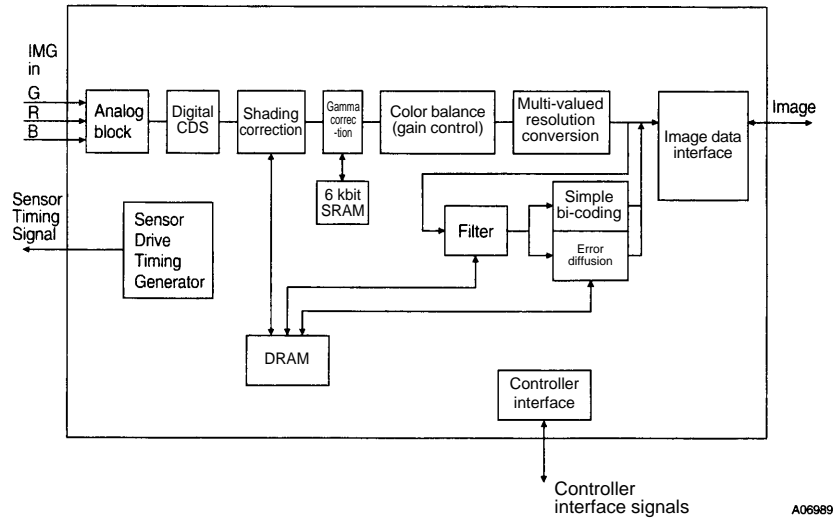 IMG
in
G
R
B
Analog
block
Digital
CDS
Shading
correction
Gamma
correc
-tion
Color balance
(gain control)
Multi-valued
resolution
conversion
Image data
interface
Image
6 kbit
SRAM
Sensor
Timing
Signal
Sensor
Drive
Timing
Generator
Filter
Simple
bi-coding
Error
diffusion
DRAM
Controller
interface
Controller
interface signals
A06989